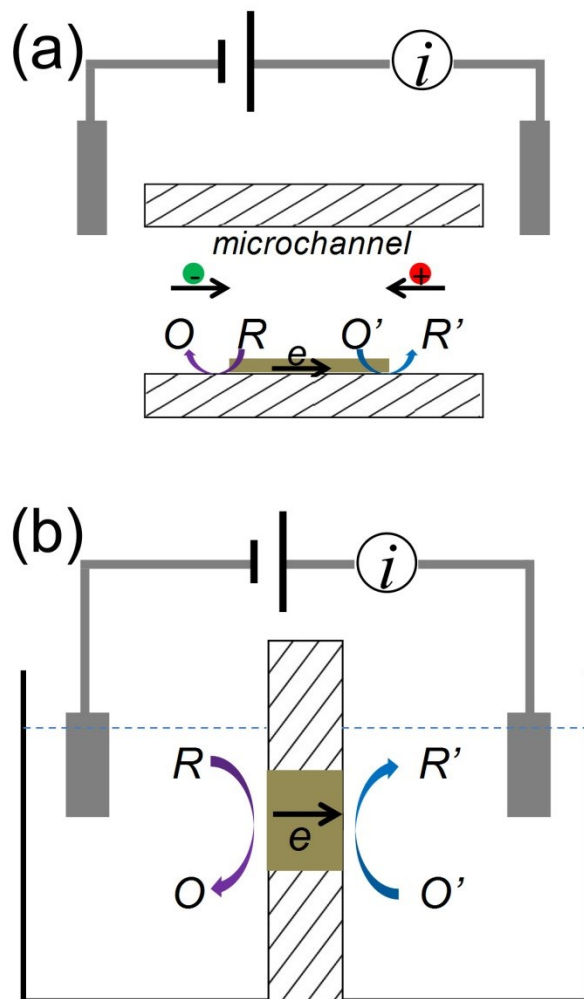 (a)
i
microchannel
- +
O R O’ R’
e
(b)
i
R R’
e
O O’